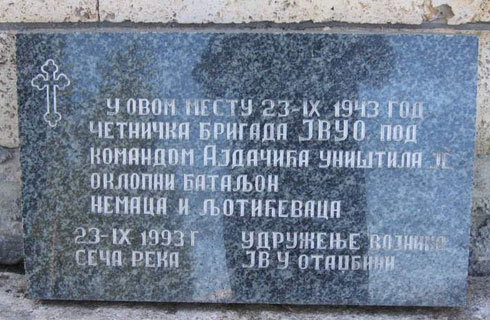 У ОВОМ МЕСТУ 23-IX 1943 ГОД
ЧЕТНИЧКА БРИГАДА ЈВУО ПОД
КОМАНДОМ АЈДАЧИЋА УНИШТИЛА ЈЕ
ОКЛОПНИ БАТАЉОН
НЕМАЦА И ЉОТИЋЕВАЦА
23-IX 1993 Г УДРУЖЕЊЕ ВОЈНИКА
СЕЧА РЕКА ЈВ У ОТАЏБИНИ